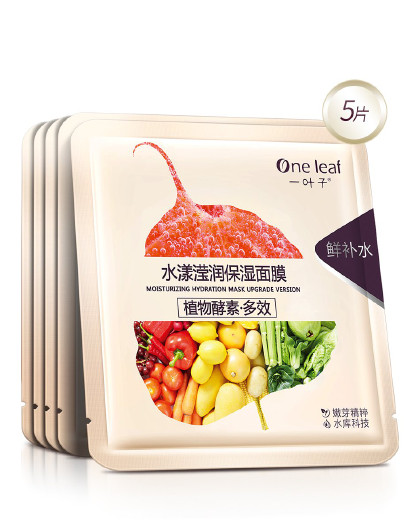 5片
One leaf
一叶子®
鲜补水
水漾滢润保湿面膜
MOISTURIZING HYDRATION MASK UPGRADE VERSION
植物酵素·多效
嫩芽精粹
水库科技